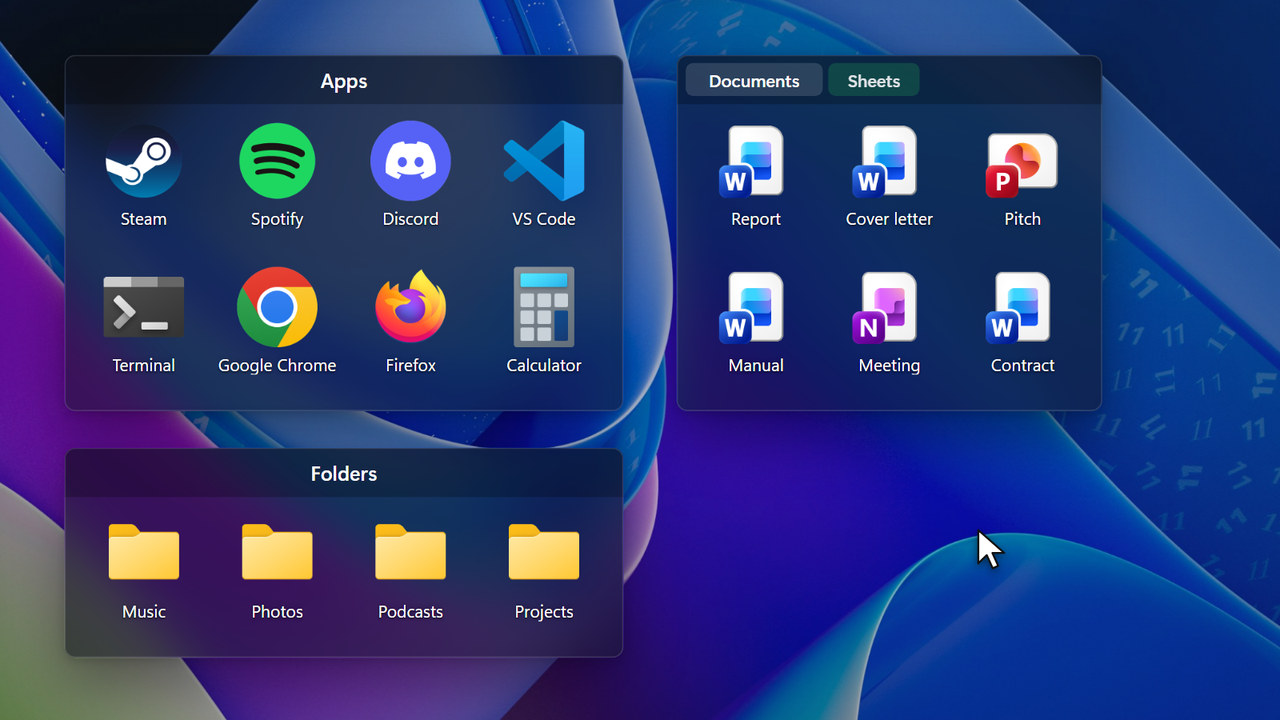 Apps
Steam
Spotify
Discord
VS Code
Terminal
Google Chrome
Firefox
Calculator
Documents
Sheets
W
Report
W
Cover letter
P
Pitch
W
Manual
N
Meeting
W
Contract
Folders
Music
Photos
Podcasts
Projects